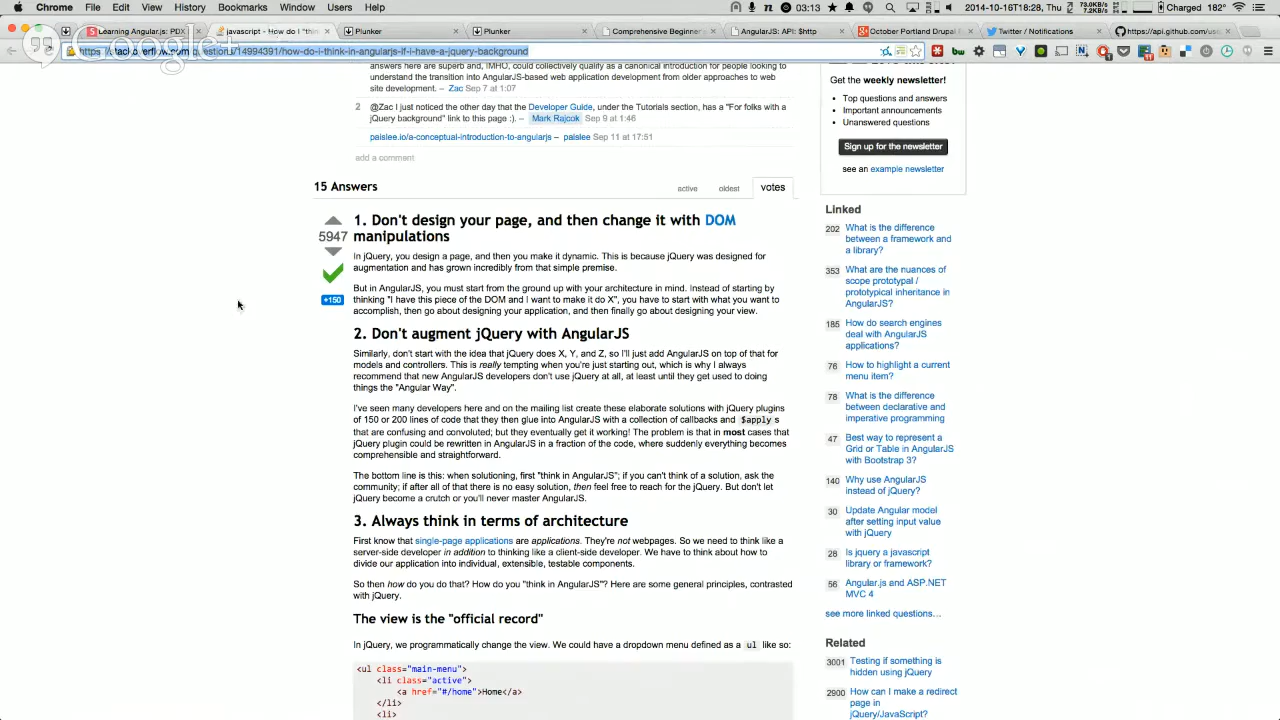 File Edit View History Bookmarks Window Users Help
03:13
2014-10-16T18:28, Thu
73.0KB/s
Charged
182°
Learning Angular.js: PDX
javascript - How do I "thin
Plunker
Plunker
Comprehensive Beginner's
AngularJS: API: $http
October Portland Drupal
Twitter / Notifications
https://api.github.com/use
https://stackoverflow.com/questions/14994391/how-do-i-think-in-angularjs-if-i-have-a-jquery-background
Google+
answers here are superb and, IMHO, could collectively qualify as a canonical introduction for people looking to
understand the transition into AngularJS-based web application development from older approaches to web
site development. – Zac Sep 7 at 1:07
2 @Zac I just noticed the other day that the Developer Guide, under the Tutorials section, has a "For folks with a
jQuery background" link to this page :). – Mark Rajcok Sep 9 at 1:46
paislee.io/a-conceptual-introduction-to-angularjs – paislee Sep 11 at 17:51
add a comment
15 Answers
active oldest votes
5947
+150
1. Don't design your page, and then change it with DOM
manipulations
In jQuery, you design a page, and then you make it dynamic. This is because jQuery was designed for
augmentation and has grown incredibly from that simple premise.
But in AngularJS, you must start from the ground up with your architecture in mind. Instead of starting by
thinking "I have this piece of the DOM and I want to make it do X", you have to start with what you want to
accomplish, then go about designing your application, and then finally go about designing your view.
2. Don't augment jQuery with AngularJS
Similarly, don't start with the idea that jQuery does X, Y, and Z, so I'll just add AngularJS on top of that for
models and controllers. This is really tempting when you're just starting out, which is why I always
recommend that new AngularJS developers don't use jQuery at all, at least until they get used to doing
things the "Angular Way".
I've seen many developers here and on the mailing list create these elaborate solutions with jQuery plugins
of 150 or 200 lines of code that they then glue into AngularJS with a collection of callbacks and $apply s
that are confusing and convoluted; but they eventually get it working! The problem is that in most cases that
jQuery plugin could be rewritten in AngularJS in a fraction of the code, where suddenly everything becomes
comprehensible and straightforward.
The bottom line is this: when solutioning, first "think in AngularJS"; if you can't think of a solution, ask the
community; if after all of that there is no easy solution, then feel free to reach for the jQuery. But don't let
jQuery become a crutch or you'll never master AngularJS.
3. Always think in terms of architecture
First know that single-page applications are applications. They're not webpages. So we need to think like a
server-side developer in addition to thinking like a client-side developer. We have to think about how to
divide our application into individual, extensible, testable components.
So then how do you do that? How do you "think in AngularJS"? Here are some general principles, contrasted
with jQuery.
The view is the "official record"
In jQuery, we programmatically change the view. We could have a dropdown menu defined as a ul like so:
<ul class="main-menu">
<li class="active">
<a href="#/home">Home</a>
</li>
<li>
Get the weekly newsletter!
Top questions and answers
Important announcements
Unanswered questions
Sign up for the newsletter
see an example newsletter
Linked
202 What is the difference
between a framework and
a library?
353 What are the nuances of
scope prototypal /
prototypical inheritance in
AngularJS?
185 How do search engines
deal with AngularJS
applications?
76 How to highlight a current
menu item?
78 What is the difference
between declarative and
imperative programming
47 Best way to represent a
Grid or Table in AngularJS
with Bootstrap 3?
140 Why use AngularJS
instead of jQuery?
30 Update Angular model
after setting input value
with jQuery
28 Is jquery a javascript
library or framework?
56 Angular.js and ASP.NET
MVC 4
see more linked questions…
Related
3001 Testing if something is
hidden using jQuery
2900 How can I make a redirect
page in
jQuery/JavaScript?